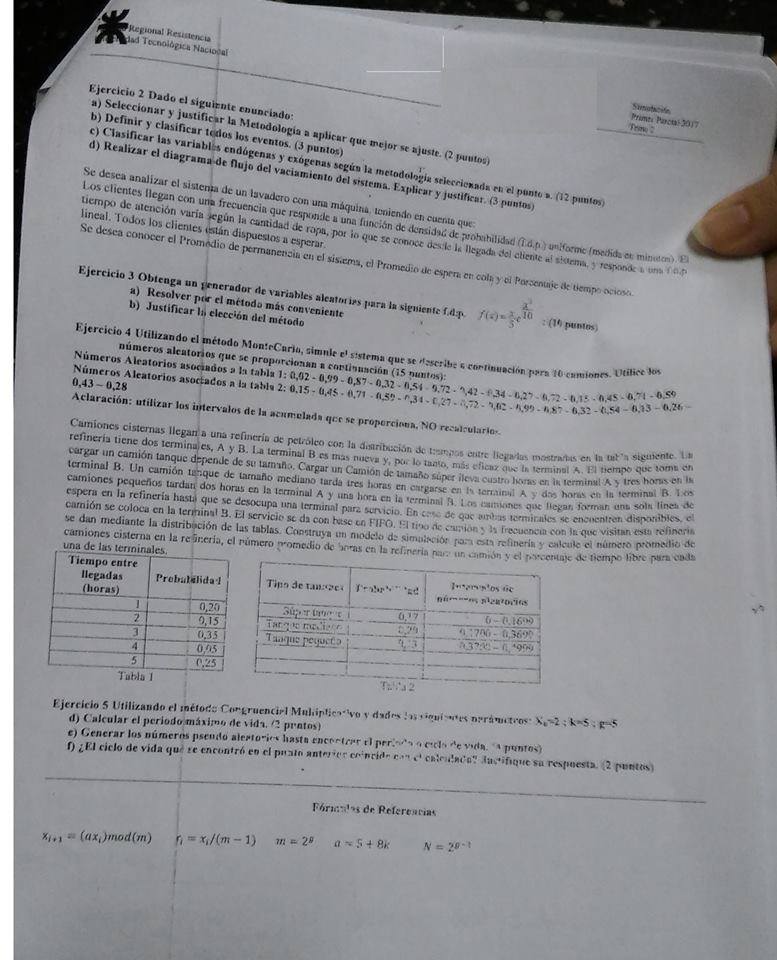 Regional Resistencia
Tecnológica Nacional
Simulación
Primer Parcial 2017
Tema 2
Ejercicio 2 Dado el siguiente enunciado:
a) Seleccionar y justificar la Metodología a aplicar que mejor se ajuste. (2 puntos)
b) Definir y clasificar todos los eventos. (3 puntos)
c) Clasificar las variables endógenas y exógenas según la metodología seleccionada en el punto a. (12 puntos)
d) Realizar el diagrama de flujo del vaciamiento del sistema. Explicar y justificar. (3 puntos)
Se desea analizar el sistema de un lavadero con una máquina, teniendo en cuenta que:
Los clientes llegan con una frecuencia que responde a una función de densidad de probabilidad (f.d.p.) uniforme (medida en minutos). El
tiempo de atención varía según la cantidad de ropa, por lo que se conoce desde la llegada del cliente al sistema, y responde a una f.d.p
lineal. Todos los clientes están dispuestos a esperar.
Se desea conocer el Promedio de permanencia en el sistema, el Promedio de espera en cola y el Porcentaje de tiempo ocioso.
Ejercicio 3 Obtenga un generador de variables aleatorias para la siguiente f.d.p. : (10 puntos)
a) Resolver por el método más conveniente
b) Justificar la elección del método
Ejercicio 4 Utilizando el método MonteCarlo, simule el sistema que se describe a continuación para 10 camiones. Utilice los
números aleatorios que se proporcionan a continuación (15 puntos):
Números Aleatorios asociados a la tabla 1: 0,02 - 0,99 - 0,87 - 0,32 - 0,54 - 9,72 - 0,42 - 0,34 - 0,27 - 0,72 - 0,15 - 0,45 - 0,71 - 0,59
Números Aleatorios asociados a la tabla 2: 0,15 - 0,45 - 0,71 - 0,59 - 0,34 - 0,27 - 0,72 - 0,02 - 0,99 - 0,87 - 0,32 - 0,54 - 0,13 - 0,26 -
0,43 – 0,28
Aclaración: utilizar los intervalos de la acumulada que se proporciona, NO recalcularlos.
Camiones cisternas llegan a una refinería de petróleo con la distribución de tiempos entre llegadas mostradas en la tabla siguiente. La
refinería tiene dos terminales, A y B. La terminal B es más nueva y, por lo tanto, más eficaz que la terminal A. El tiempo que toma en
cargar un camión tanque depende de su tamaño. Cargar un Camión de tamaño súper lleva cuatro horas en la terminal A y tres horas en la
terminal B. Un camión tanque de tamaño mediano tarda tres horas en cargarse en la terminal A y dos horas en la terminal B. Los
camiones pequeños tardan dos horas en la terminal A y una hora en la terminal B. Los camiones que llegan forman una sola línea de
espera en la refinería hasta que se desocupa una terminal para servicio. En caso de que ambas terminales se encuentren disponibles, el
camión se coloca en la terminal B. El servicio se da con base en FIFO. El tipo de camión y la frecuencia con la que visitan esta refinería
se dan mediante la distribución de las tablas. Construya un modelo de simulación para esta refinería y calcule el número promedio de
camiones cisterna en la refinería, el número promedio de horas en la refinería para un camión y el porcentaje de tiempo libre para cada
una de las terminales.
Tiempo entre llegadas (horas) Probabilidad
1 0,20
2 0,15
3 0,35
4 0,05
5 0,25
Tabla 1
Tipo de tanques Probabilidad Intervalos de números aleatorios
Súper tanque 0,17 0 – 0,1699
Tanque mediano 0,20 0,1700 - 0,3699
Tanque pequeño
Tabla 2
Ejercicio 5 Utilizando el método Congruencial Multiplicativo y dados los siguientes parámetros: X₀=2 ; k=5 ; g=5
d) Calcular el periodo máximo de vida. (2 puntos)
e) Generar los números pseudo aleatorios hasta encontrar el período o ciclo de vida. puntos)
f) ¿El ciclo de vida que se encontró en el punto anterior coincide con el calculado? Justifique su respuesta. (2 puntos)
Fórmulas de Referencias
xᵢ₊₁ = (axᵢ)mod(m) rᵢ = xᵢ/(m − 1) m = 2ᵍ a = 5 + 8k N = 2ᵍ⁻²